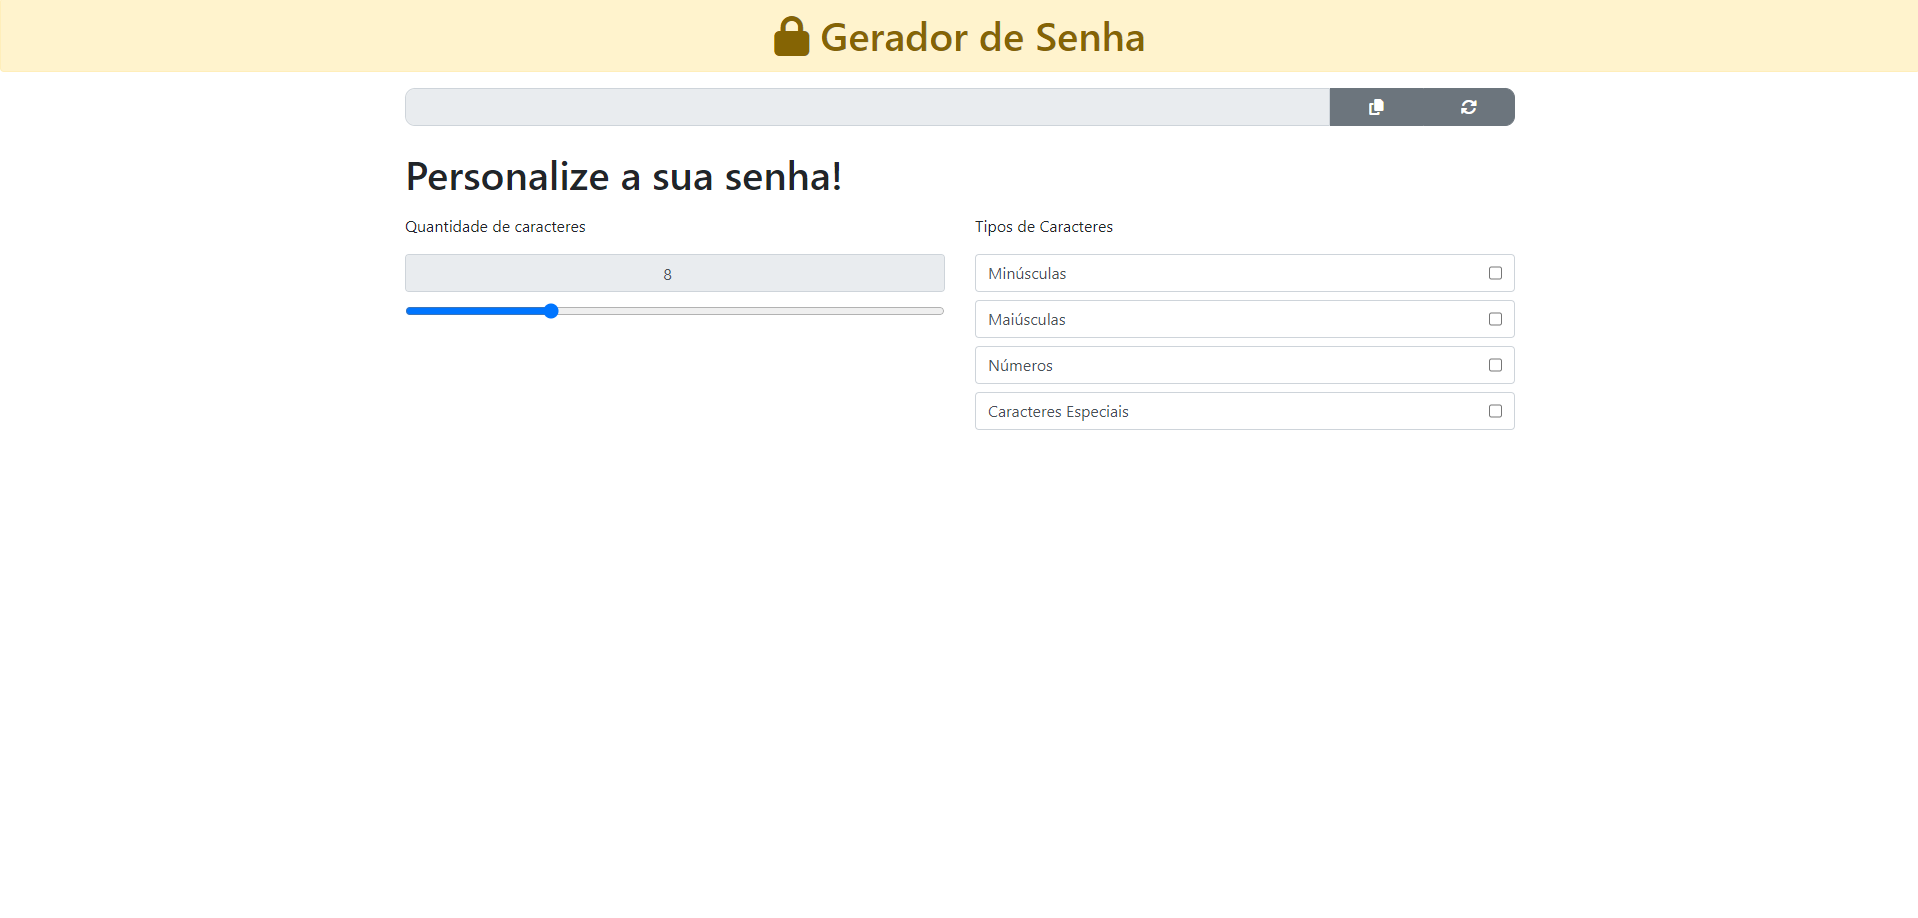 Gerador de Senha
Personalize a sua senha!
Quantidade de caracteres
8
Tipos de Caracteres
Minúsculas
Maiúsculas
Números
Caracteres Especiais